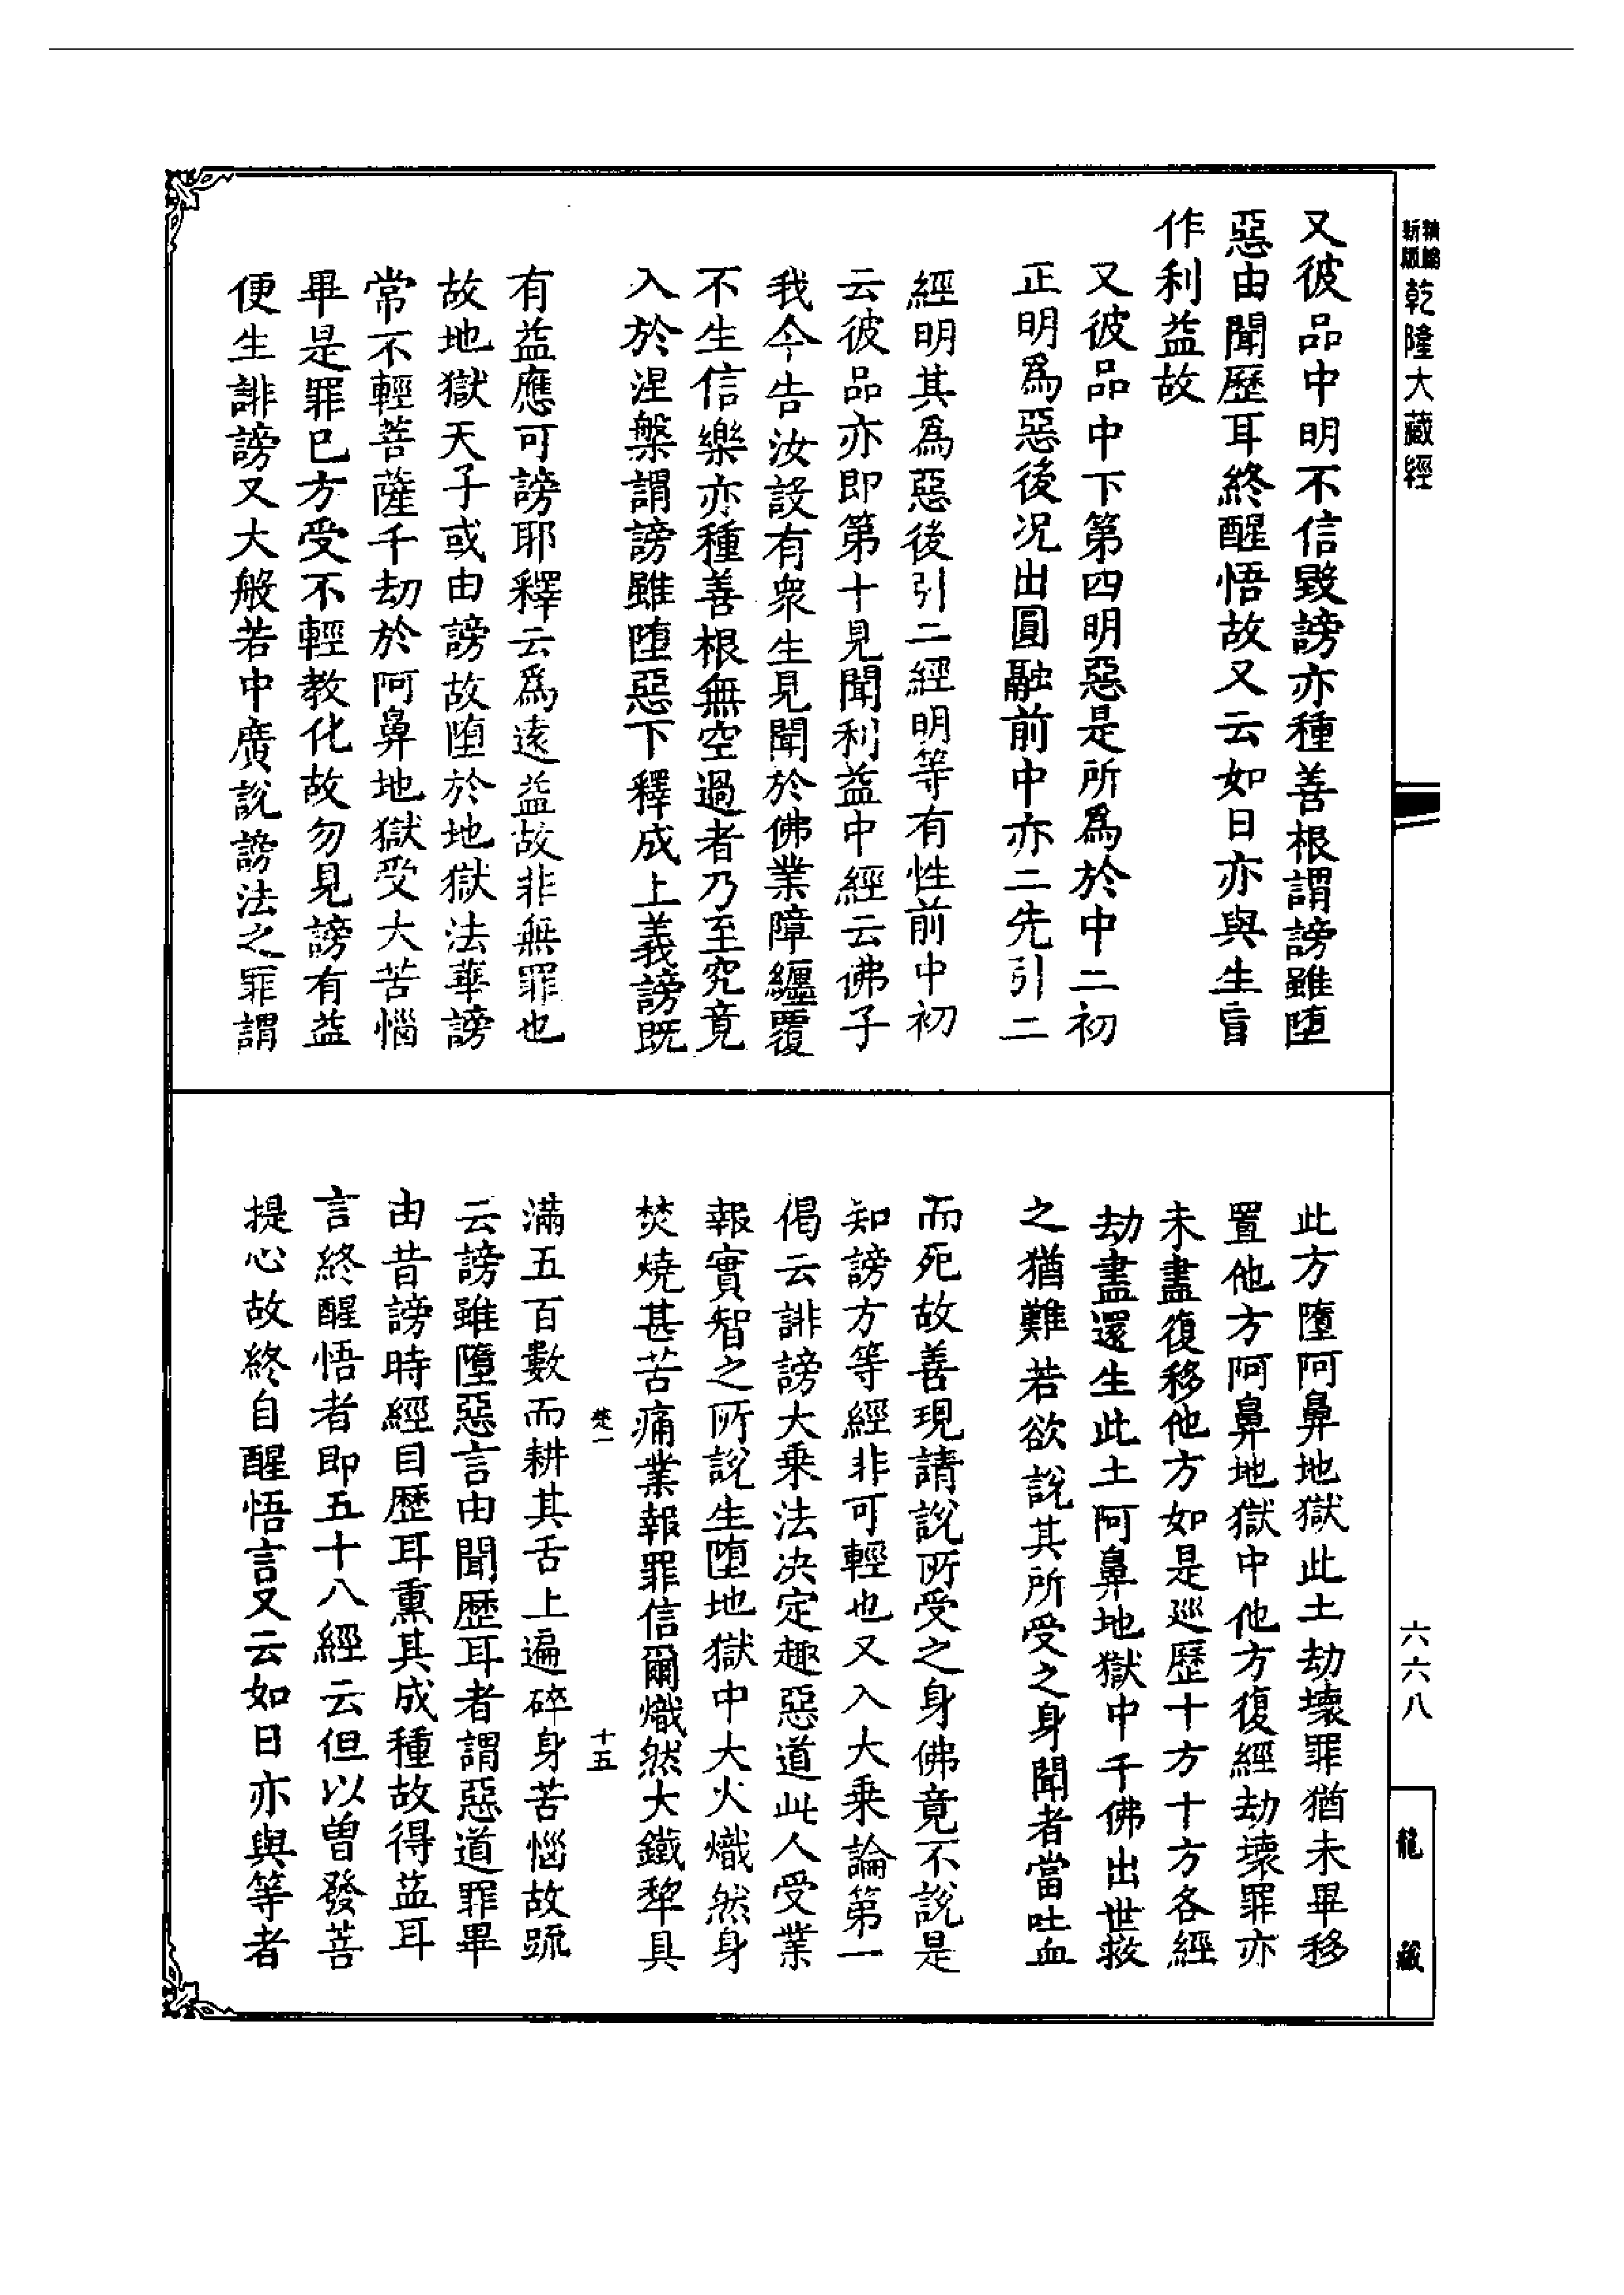 精編
新版
乾隆大藏經
又彼品中明不信毀謗亦種善根謂謗雖堕
惡由聞歷耳終醒悟故又云如日亦與生盲
作利益故
又彼品中下第四明惡是所爲於中二初
正明爲惡後况出圓融前中亦二先引二
經明其爲惡後引二經明等有性前中初
云彼品亦即第十見聞利益中經云佛子
我今告汝設有衆生見聞於佛業障纏覆
不生信樂亦種善根無空過者乃至究竟
入於涅槃謂謗雖堕惡下釋成上義謗既
有益應可謗耶釋云爲遠益故非無罪也
故地獄天子或由謗故堕於地獄法華謗
常不輕菩薩千劫於阿鼻地獄受大苦惱
畢是罪已方受不輕教化故勿見謗有益
便生誹謗又大般若中廣說謗法之罪謂
此方墮阿鼻地獄此土劫壞罪猶未畢移
置他方阿鼻地獄中他方復經劫壞罪亦
未盡復移他方如是巡歷十方十方各經
劫盡還生此土阿鼻地獄中千佛出世救
之猶難若欲說其所受之身聞者當吐血
而死故善現請說所受之身佛竟不說是
知謗方等經非可輕也又入大乗論第一
偈云誹謗大乗法決定趣惡道此人受業
報實智之所說生堕地獄中大火熾然身
焚燒甚苦痛業報罪信爾熾然大鐵犂具
楚一
十五
滿五百數而耕其舌上遍碎身苦惱故䟽
云謗雖墮惡言由聞歷耳者謂惡道罪畢
由昔謗時經目歷耳熏其成種故得益耳
言終醒悟者即五十八經云但以曾發菩
提心故終自醒悟言又云如日亦與等者
六六八
龍藏